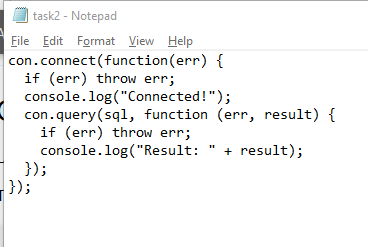 task2 - Notepad
File Edit Format View Help
con.connect(function(err) {
  if (err) throw err;
  console.log("Connected!");
  con.query(sql, function (err, result) {
    if (err) throw err;
    console.log("Result: " + result);
  });
});